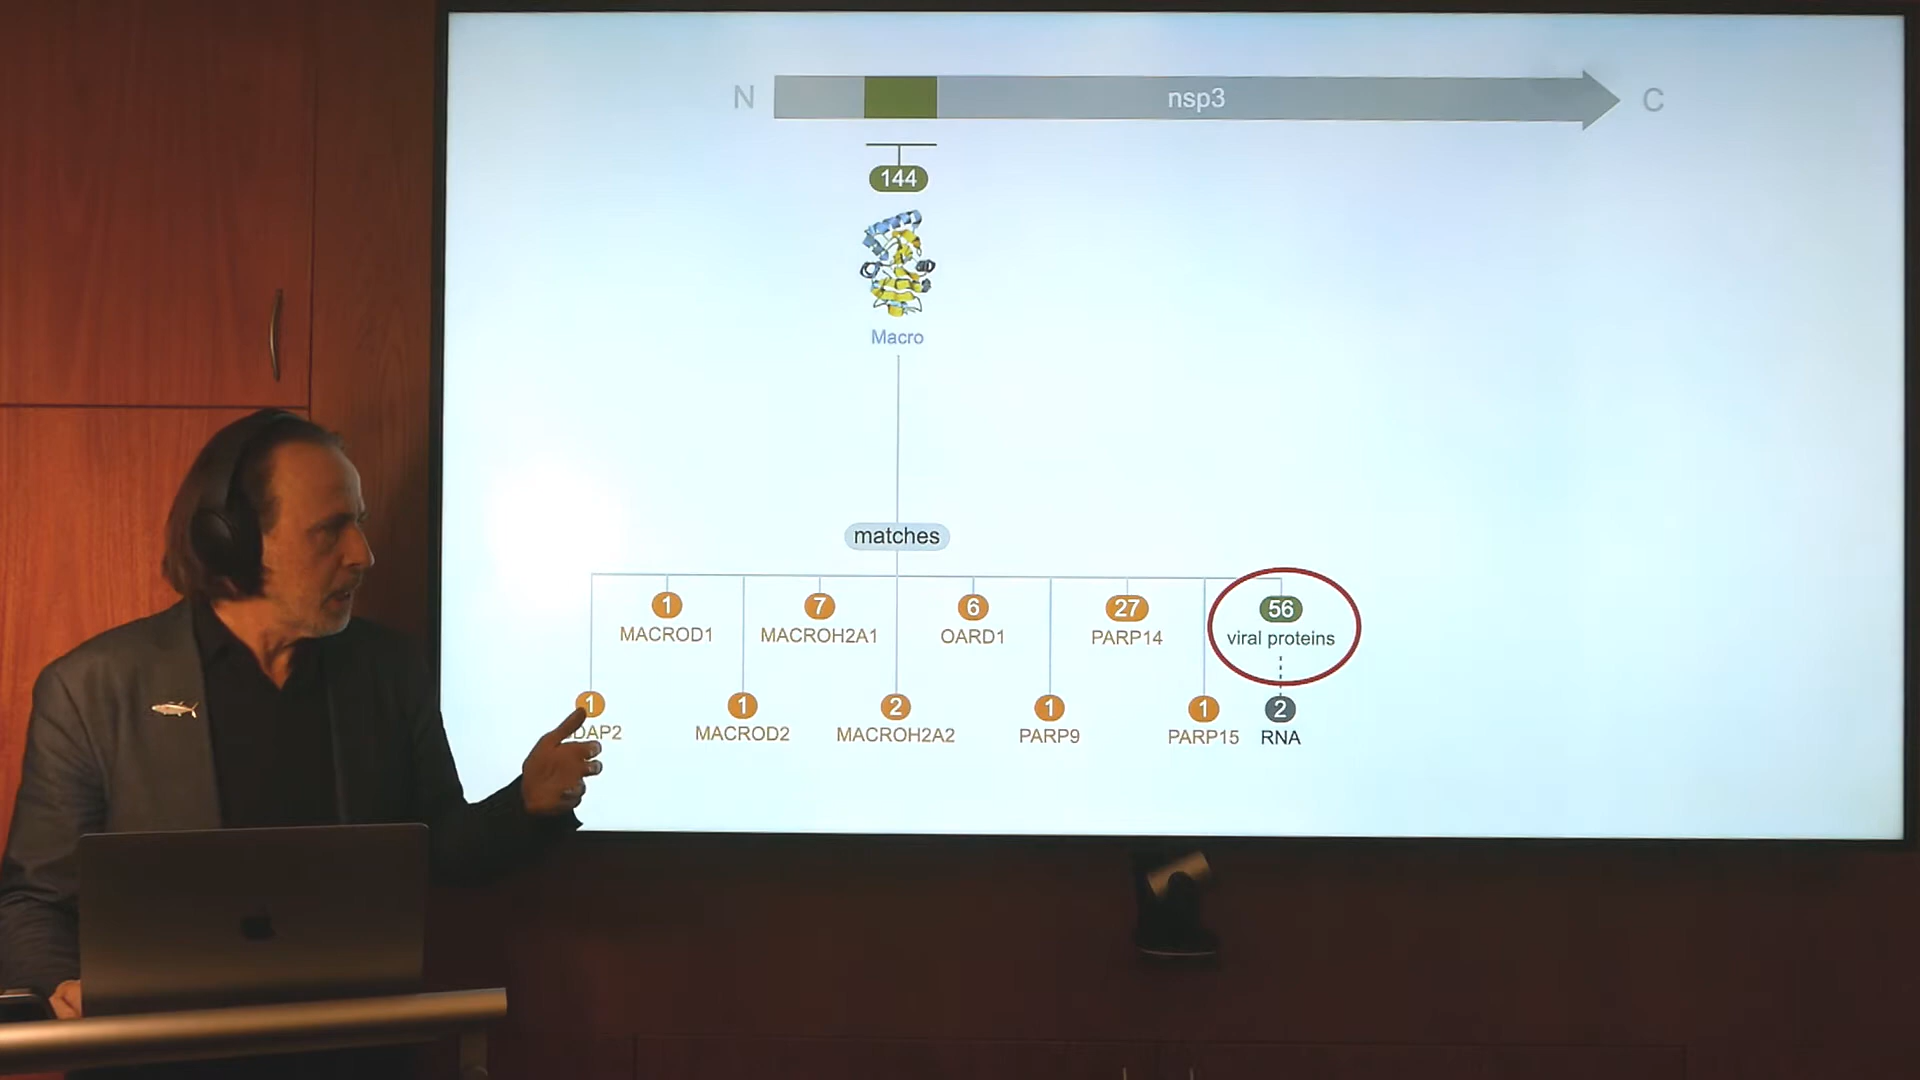 N
nsp3
C
144
Macro
matches
1
MACROD1
7
MACROH2A1
6
OARD1
27
PARP14
56
viral proteins
1
DAP2
1
MACROD2
2
MACROH2A2
1
PARP9
1
PARP15
2
RNA